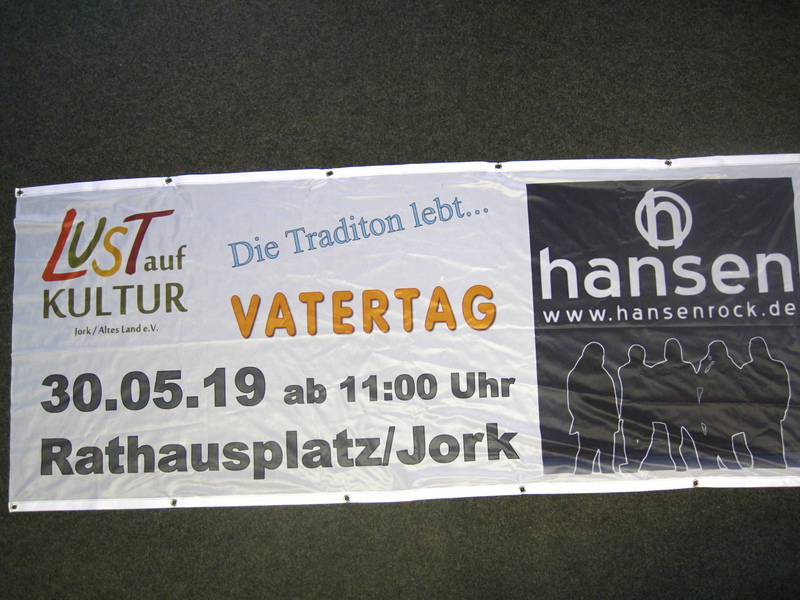 LUST auf
KULTUR
Jork / Altes Land e.V.
Die Traditon lebt...
VATERTAG
30.05.19 ab 11:00 Uhr
Rathausplatz/Jork
h
hansen
www.hansenrock.de